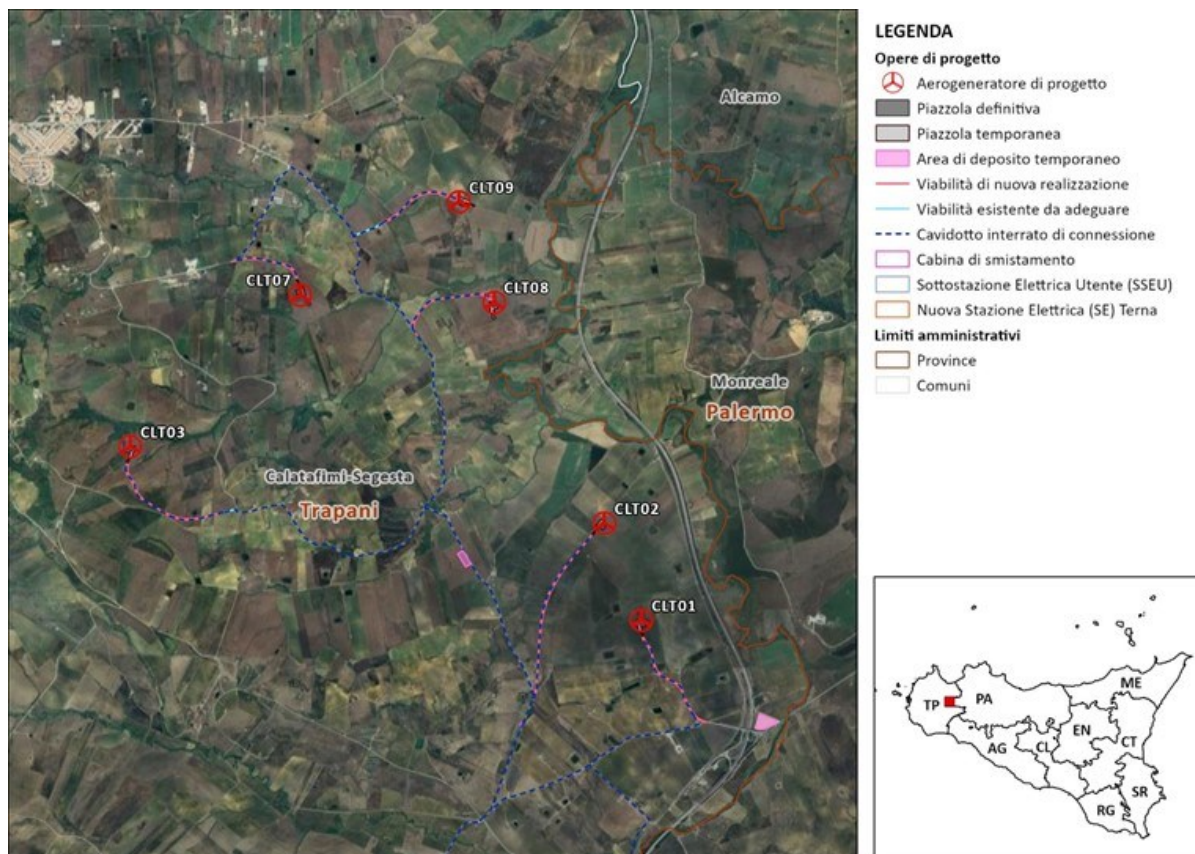 Alcamo
CLT09
CLT07
CLT08
Monreale
Palermo
CLT03
Calatafimi-Segesta
Trapani
CLT02
CLT01
LEGENDA
Opere di progetto
Aerogeneratore di progetto
Piazzola definitiva
Piazzola temporanea
Area di deposito temporaneo
Viabilità di nuova realizzazione
Viabilità esistente da adeguare
Cavidotto interrato di connessione
Cabina di smistamento
Sottostazione Elettrica Utente (SSEU)
Nuova Stazione Elettrica (SE) Terna
Limiti amministrativi
Province
Comuni
ME
TP
PA
EN
AG
CL
CT
SR
RG